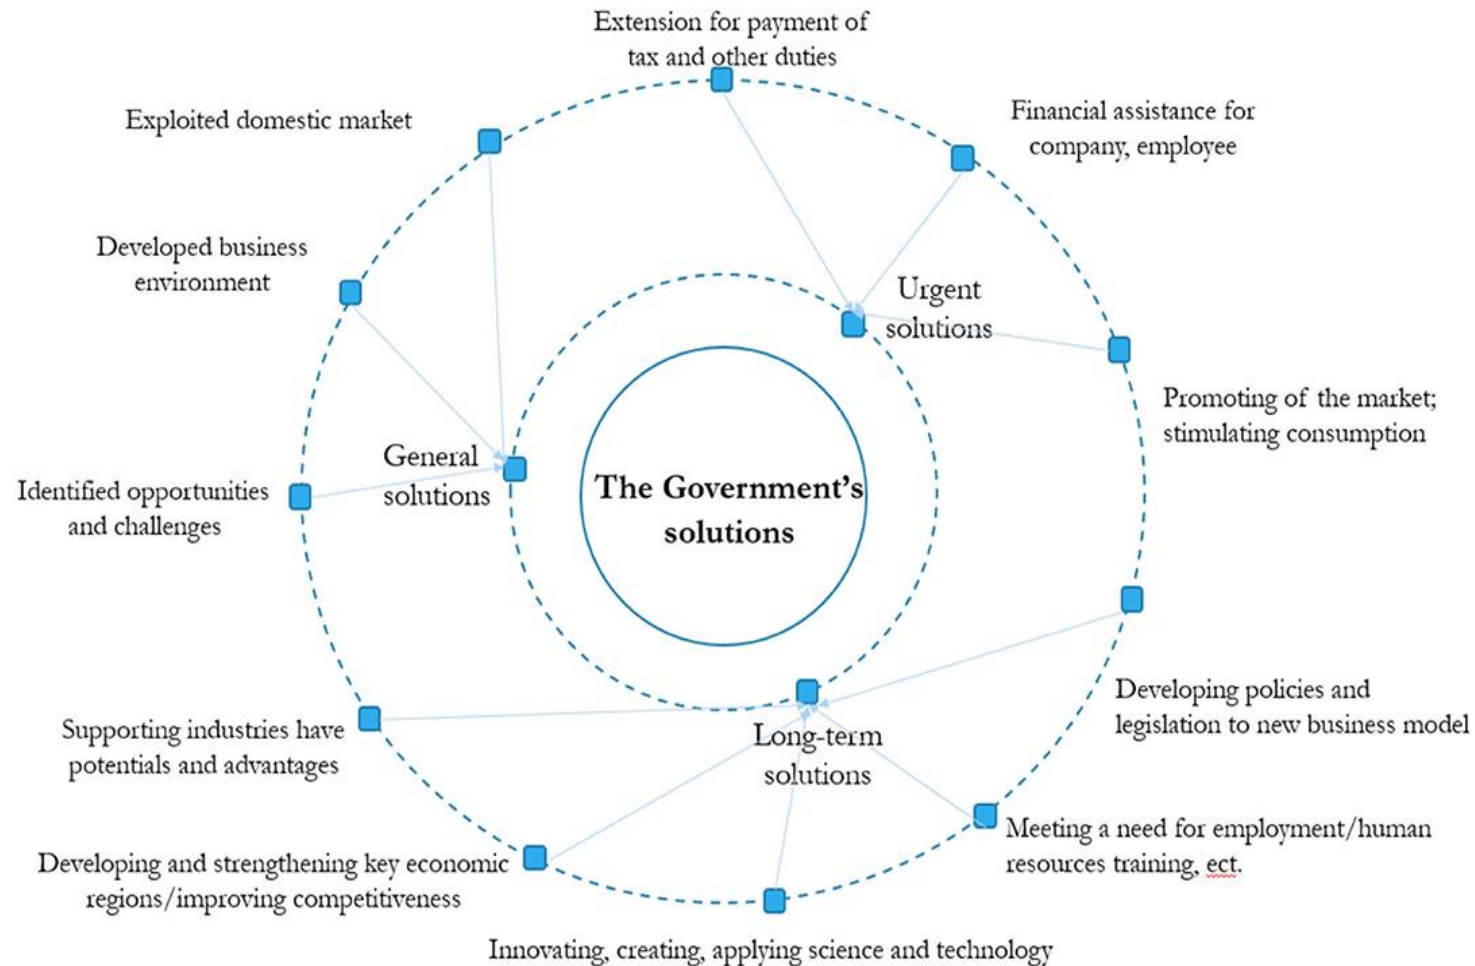 Extension for payment of
tax and other duties
Exploited domestic market
Financial assistance for
company, employee
Developed business
environment
Urgent
solutions
Promoting of the market;
stimulating consumption
General
solutions
The Government’s
solutions
Identified opportunities
and challenges
Developing policies and
legislation to new business model
Supporting industries have
potentials and advantages
Long-term
solutions
Meeting a need for employment/human
resources training, ect.
Developing and strengthening key economic
regions/improving competitiveness
Innovating, creating, applying science and technology